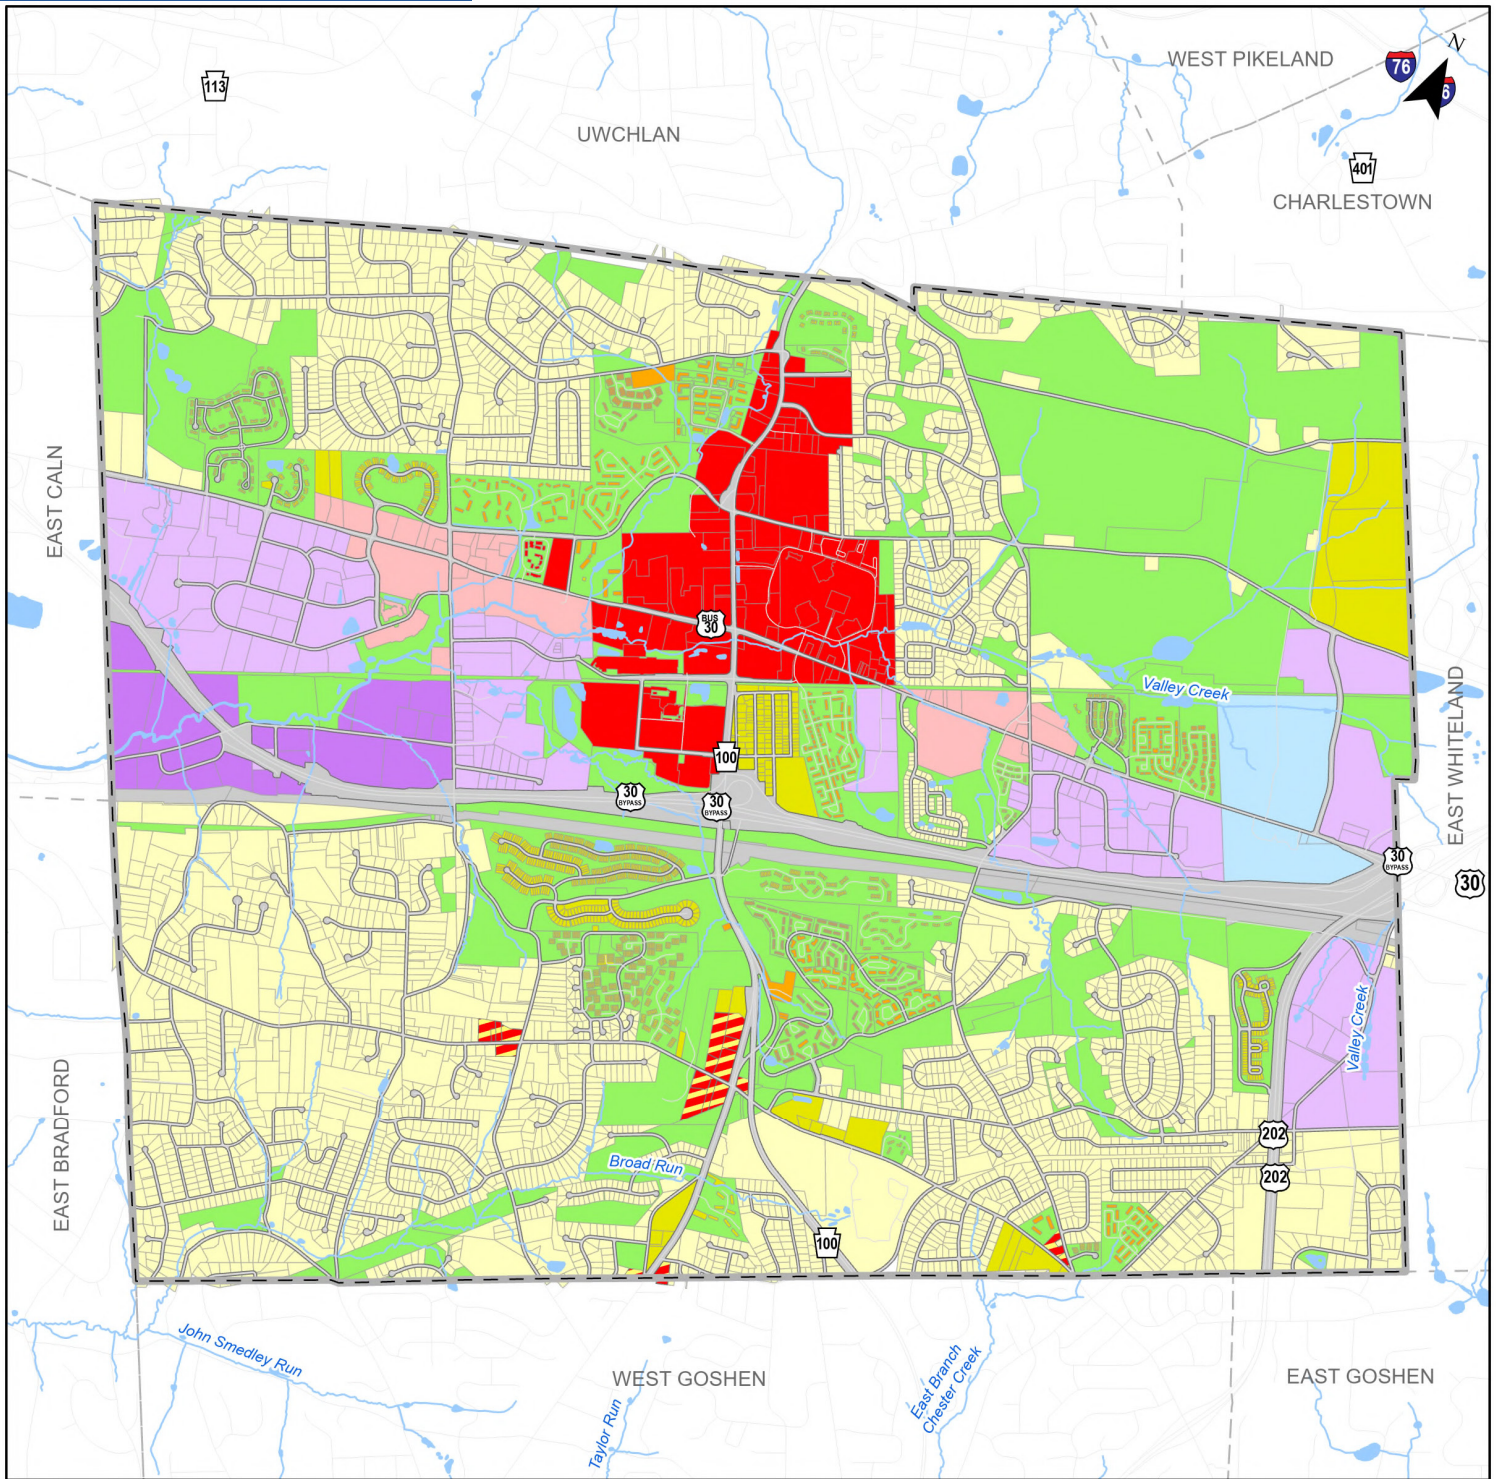 WEST PIKELAND
N
76
6
113
UWCHLAN
401
CHARLESTOWN
EAST CALN
BUS
30
EAST WHITELAND
Valley Creek
100
30
BYPASS
30
BYPASS
30
BYPASS
30
Valley Creek
EAST BRADFORD
202
Broad Run
202
100
John Smedley Run
WEST GOSHEN
East Branch
Chester Creek
EAST GOSHEN
Taylor Run